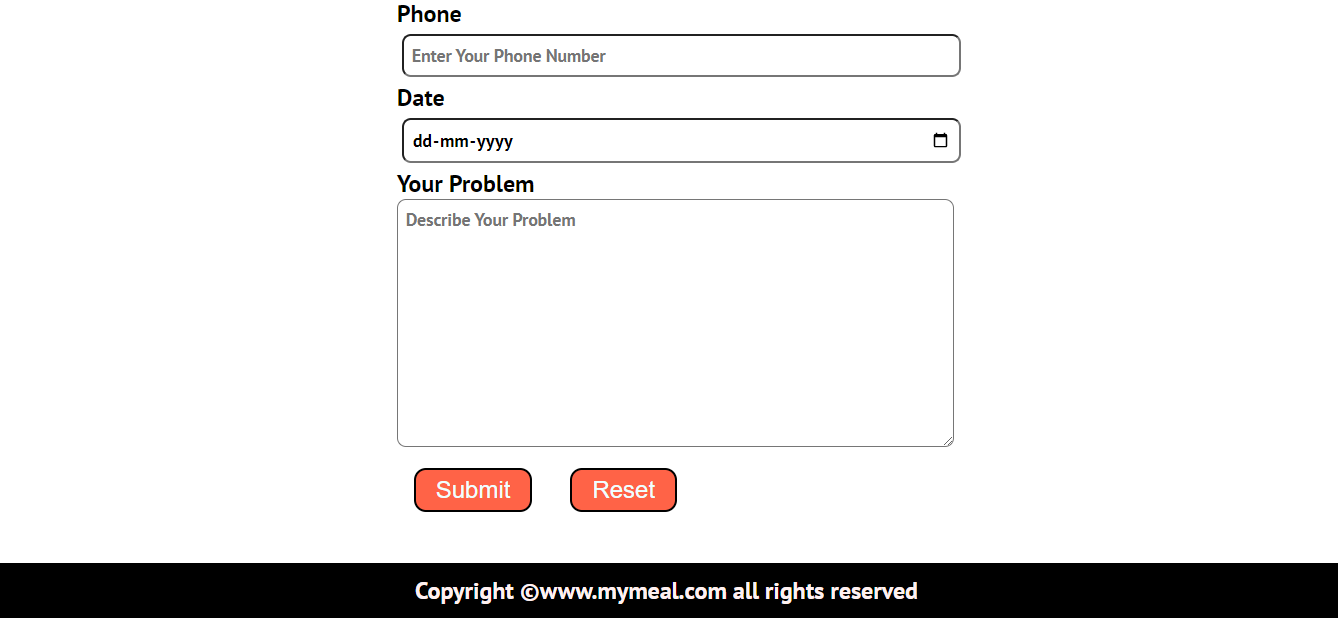 Phone
Enter Your Phone Number
Date
dd-mm-yyyy
Your Problem
Describe Your Problem
Submit Reset
Copyright ©www.mymeal.com all rights reserved